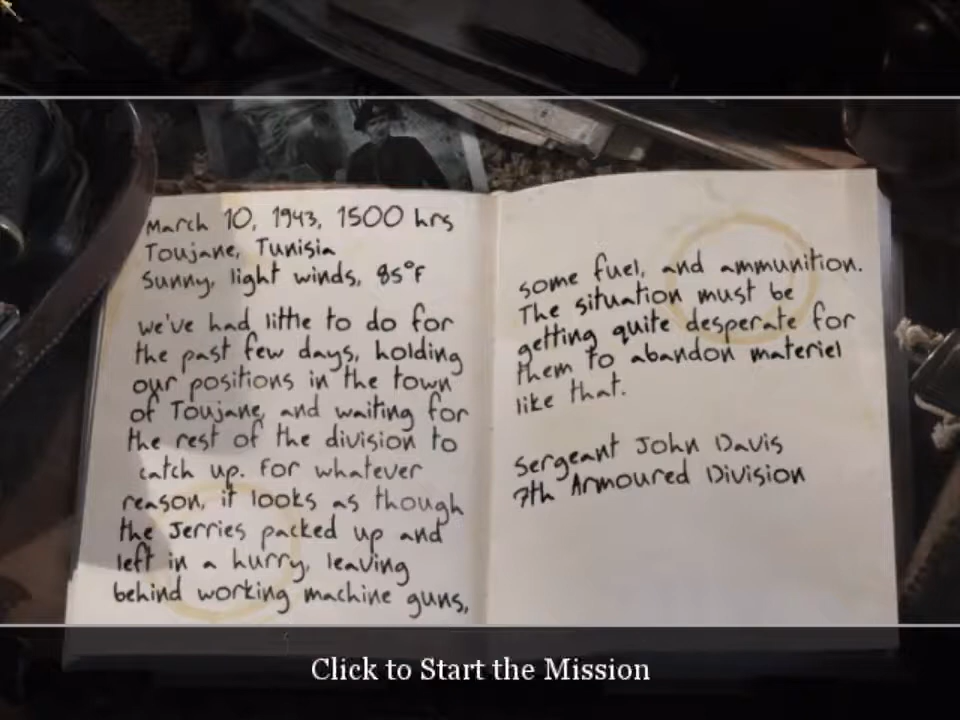 March 10, 1943, 1500 hrs
Toujane, Tunisia
Sunny, light winds, 85°F
We've had little to do for
the past few days, holding
our positions in the town
of Toujane, and waiting for
the rest of the division to
catch up. For whatever
reason, it looks as though
the Jerries packed up and
left in a hurry, leaving
behind working machine guns,
some fuel, and ammunition.
The situation must be
getting quite desperate for
them to abandon materiel
like that.
Sergeant John Davis
7th Armoured Division
Click to Start the Mission